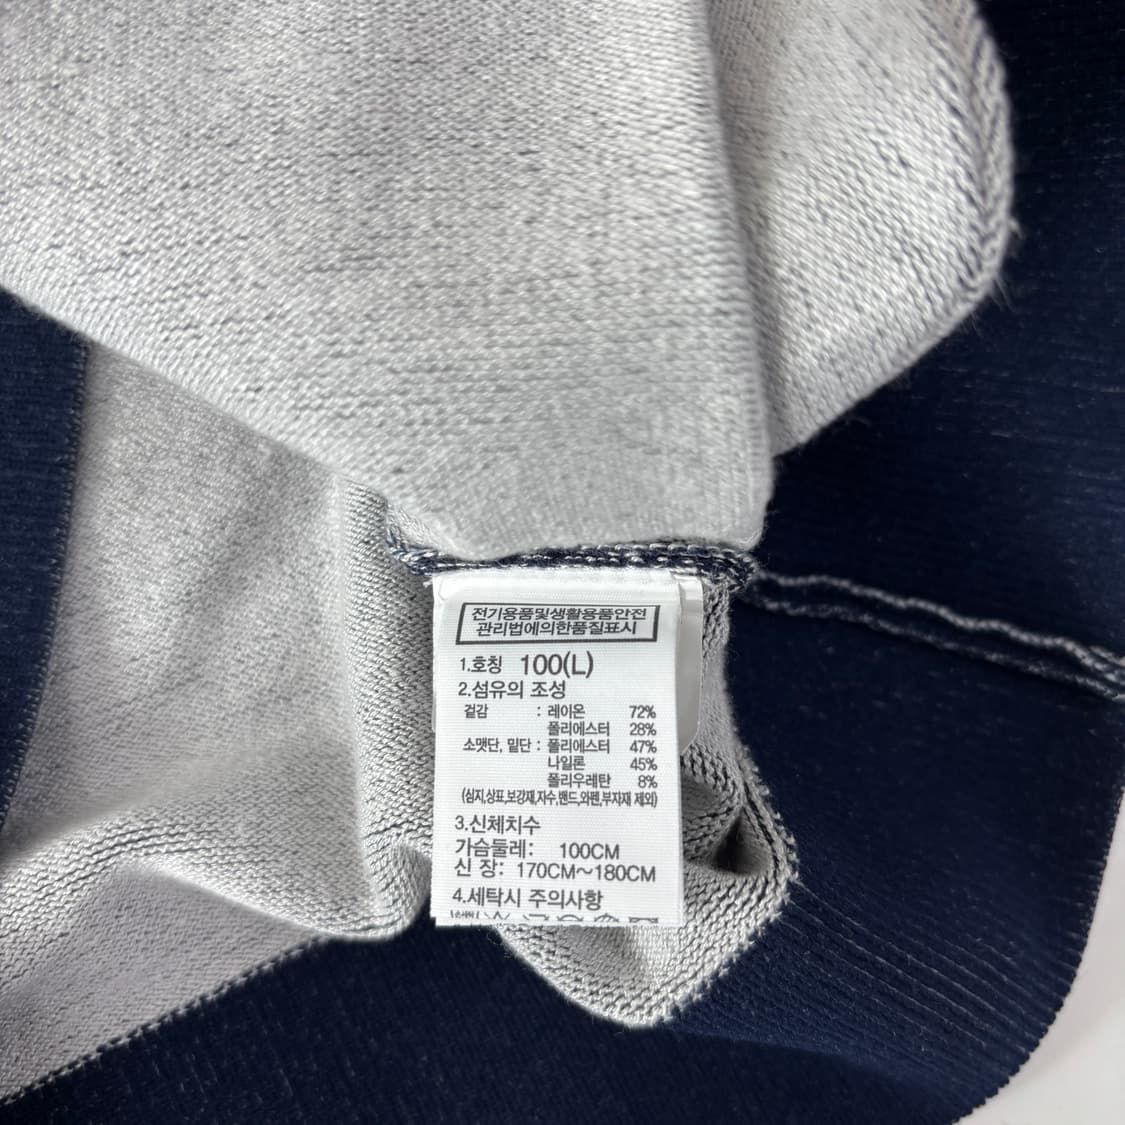 전기용품및생활용품안전
관리법에의한품질표시
1.호칭 100(L)
2.섬유의 조성
겉감 : 레이온 72%
폴리에스터 28%
소맷단, 밑단 : 폴리에스터 47%
나일론 45%
폴리우레탄 8%
(심지,상표,보강재,자수,밴드,와펜,부자재 제외)
3.신체치수
가슴둘레: 100CM
신 장: 170CM~180CM
4.세탁시 주의사항